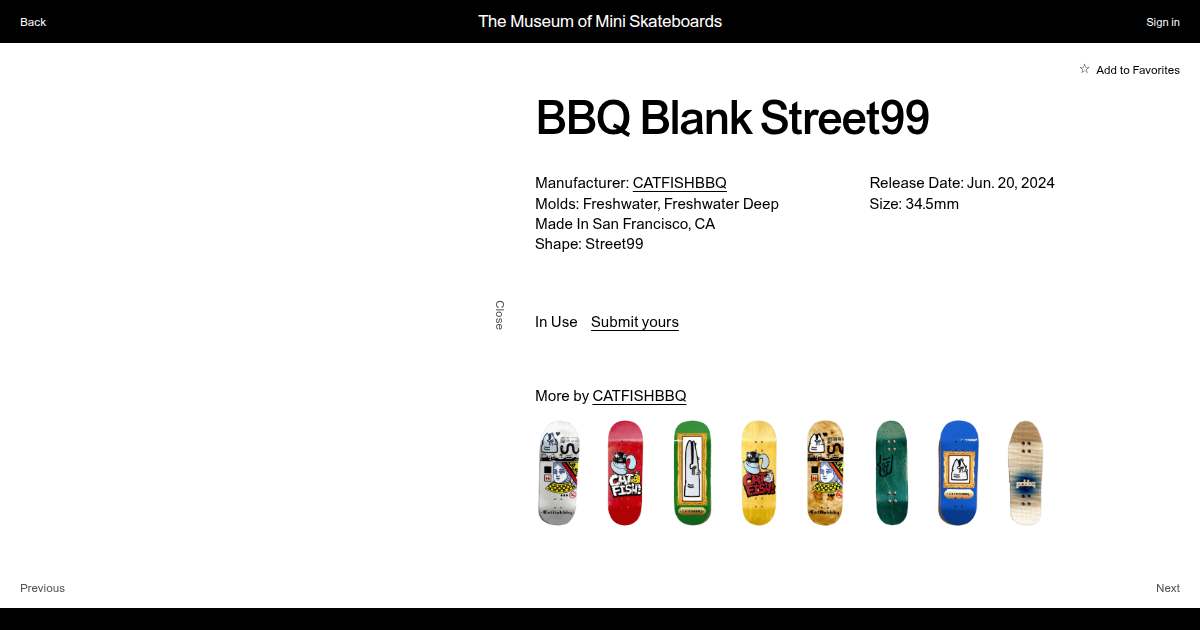 Back
The Museum of Mini Skateboards
Sign in
☆ Add to Favorites
BBQ Blank Street99
Manufacturer: CATFISHBBQ
Molds: Freshwater, Freshwater Deep
Made In San Francisco, CA
Shape: Street99
Release Date: Jun. 20, 2024
Size: 34.5mm
Close
In Use Submit yours
More by CATFISHBBQ
CAT
FISH!
Previous
Next